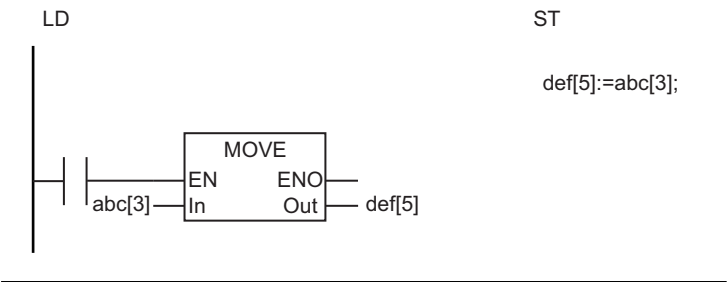 LD ST
def[5]:=abc[3];
MOVE
EN ENO
abc[3] In Out def[5]